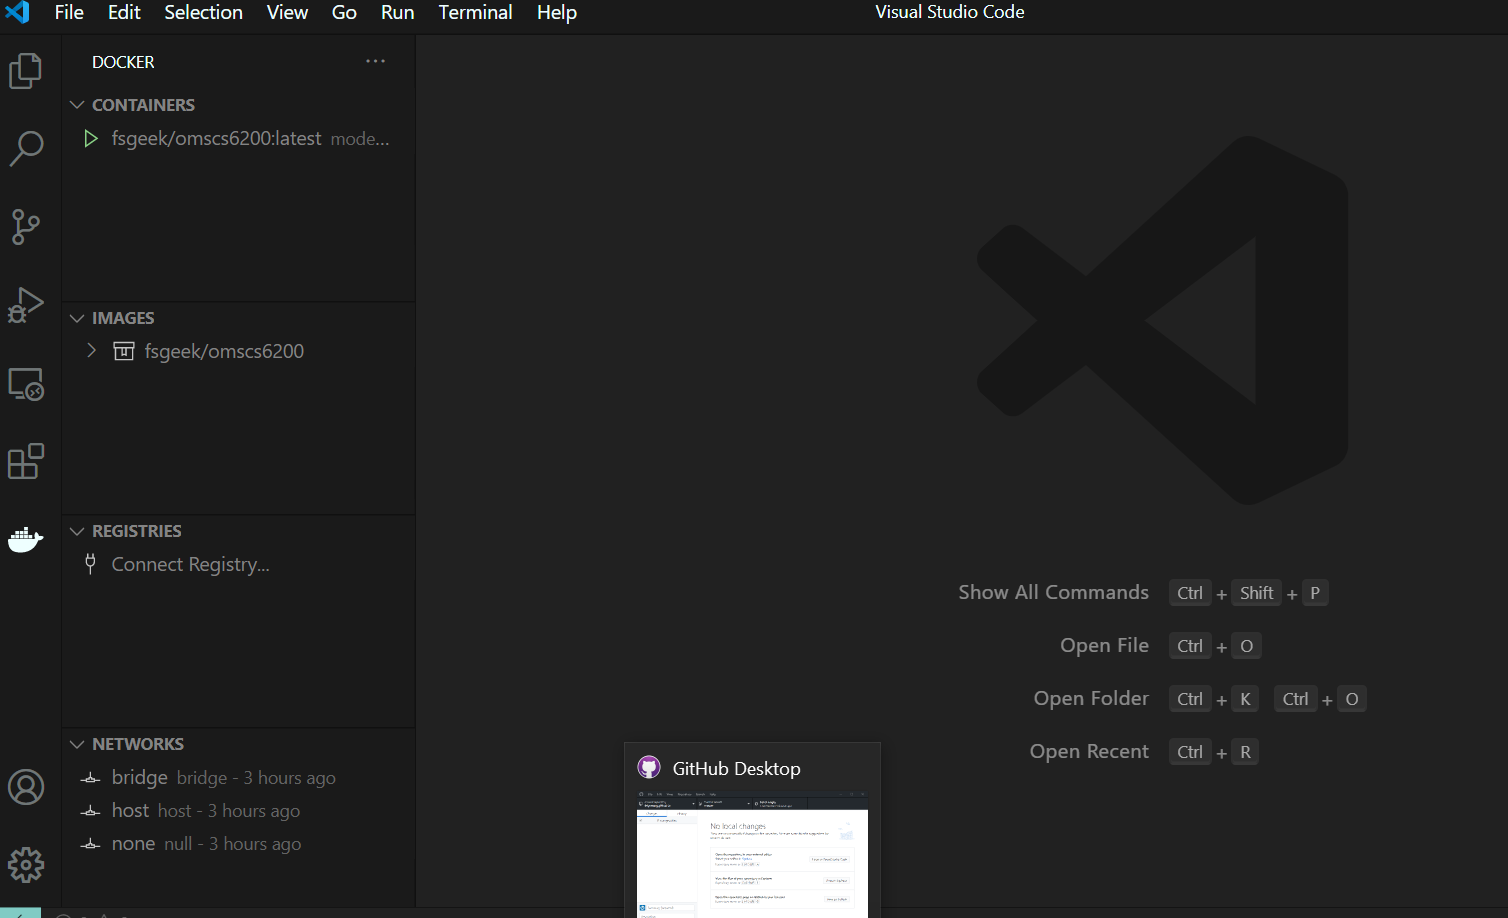 File Edit Selection View Go Run Terminal Help Visual Studio Code
DOCKER
CONTAINERS
fsgeek/omscs6200:latest mode...
IMAGES
fsgeek/omscs6200
REGISTRIES
Connect Registry...
NETWORKS
bridge bridge - 3 hours ago
host host - 3 hours ago
none null - 3 hours ago
Show All Commands Ctrl + Shift + P
Open File Ctrl + O
Open Folder Ctrl + K Ctrl + O
Open Recent Ctrl + R
GitHub Desktop
No local changes